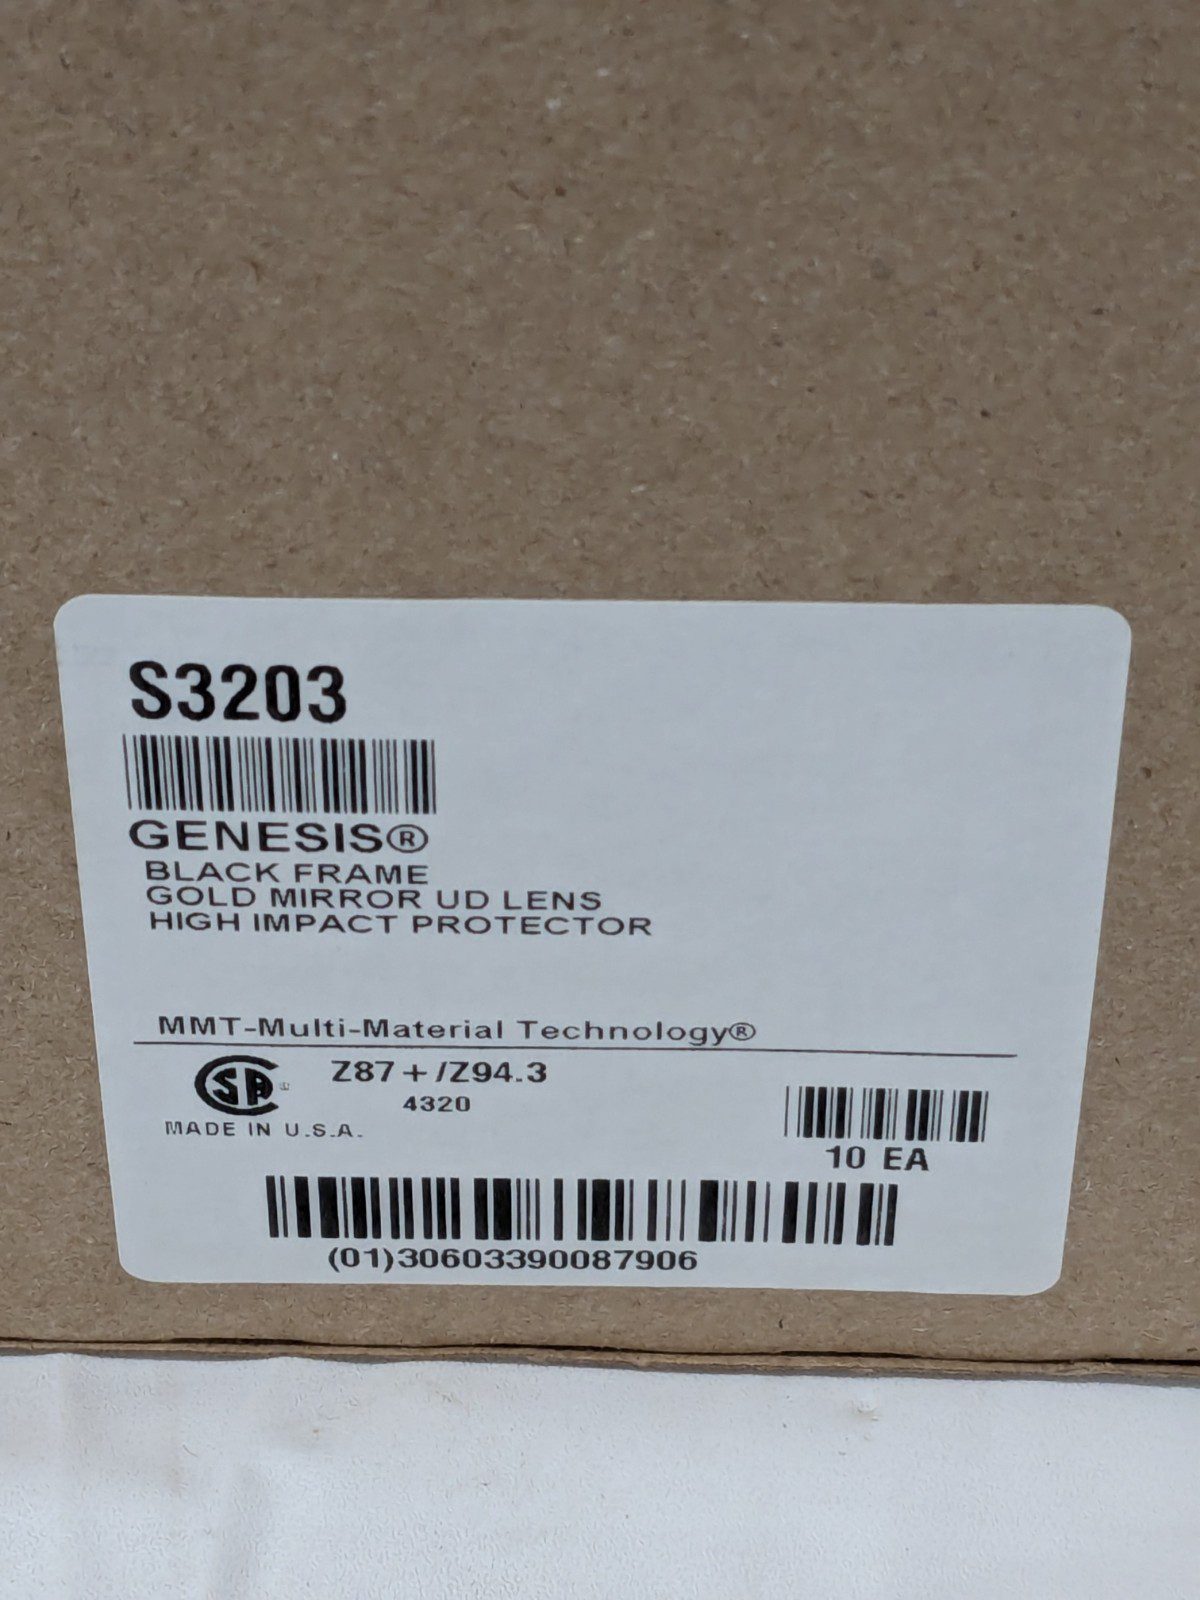 S3203
GENESIS®
BLACK FRAME
GOLD MIRROR UD LENS
HIGH IMPACT PROTECTOR
MMT-Multi-Material Technology®
SA ® Z87+/Z94.3
4320
MADE IN U.S.A.
10 EA
(01)30603390087906